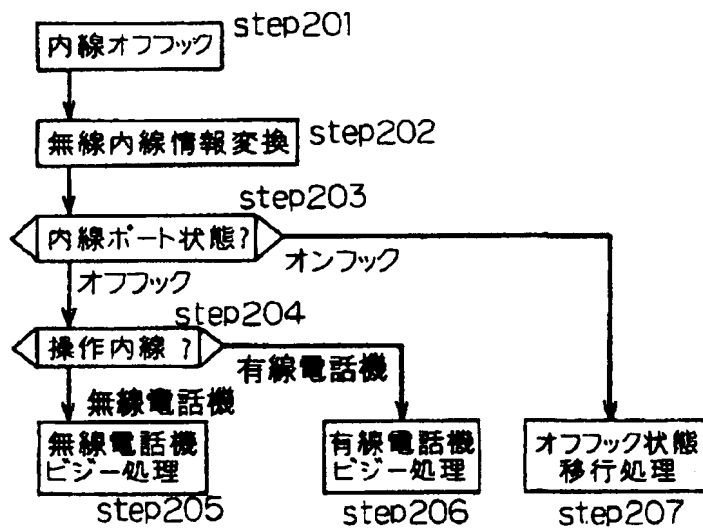 内線オフフック
step201
無線内線情報変換
step202
step203
内線ポート状態?
オンフック
オフフック
step204
操作内線 ?
有線電話機
無線電話機
無線電話機
ビジー処理
step205
有線電話機
ビジー処理
step206
オフフック状態
移行処理
step207